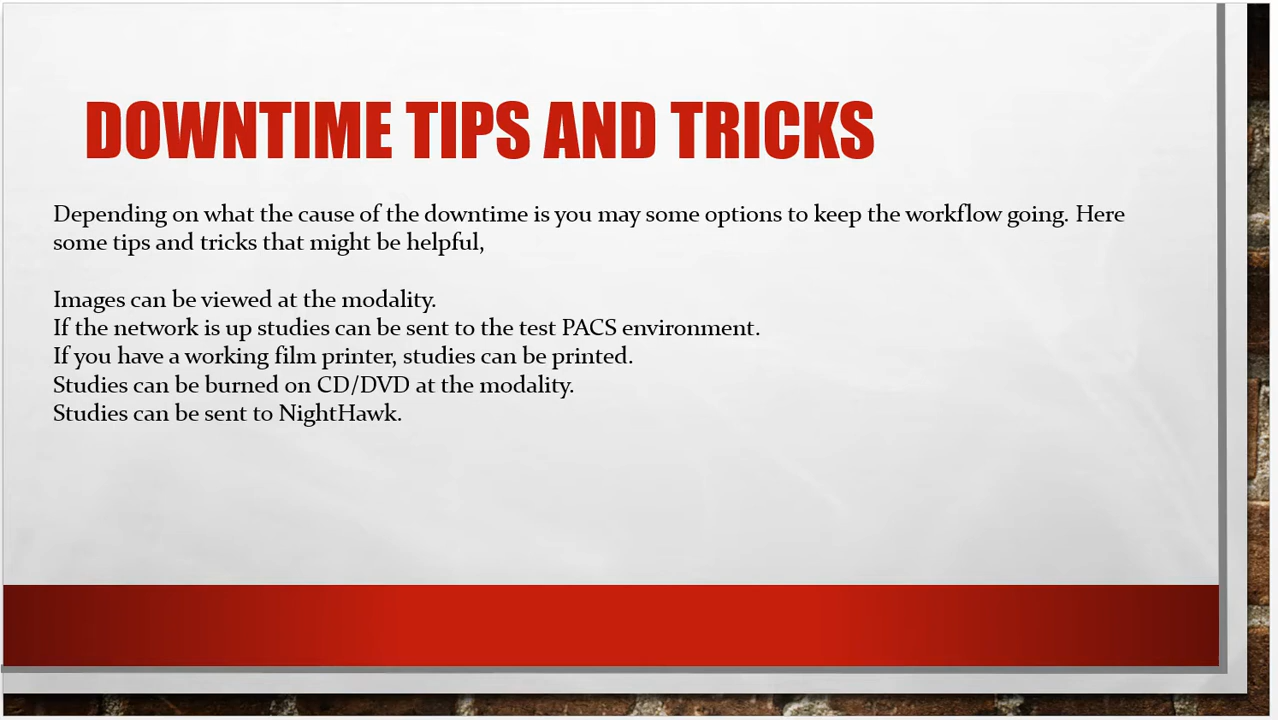 DOWNTIME TIPS AND TRICKS
Depending on what the cause of the downtime is you may some options to keep the workflow going. Here
some tips and tricks that might be helpful,
Images can be viewed at the modality.
If the network is up studies can be sent to the test PACS environment.
If you have a working film printer, studies can be printed.
Studies can be burned on CD/DVD at the modality.
Studies can be sent to NightHawk.